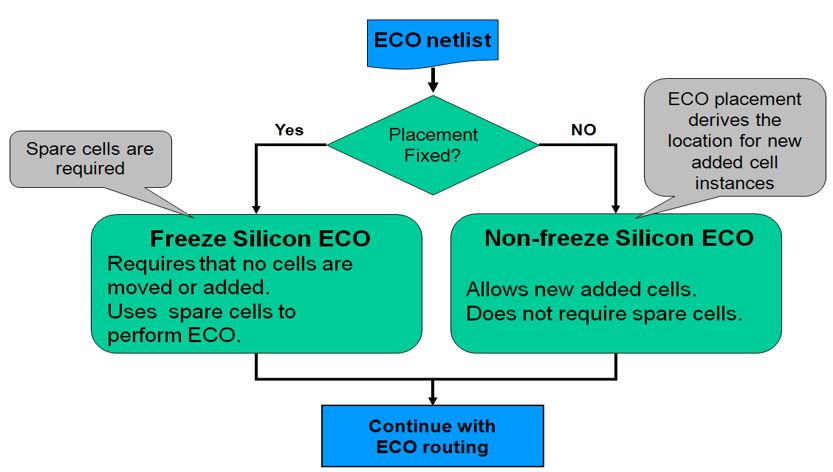 ECO netlist
Placement
Fixed?
Yes
NO
Spare cells are
required
ECO placement
derives the
location for new
added cell
instances
Freeze Silicon ECO
Requires that no cells are
moved or added.
Uses spare cells to
perform ECO.
Non-freeze Silicon ECO
Allows new added cells.
Does not require spare cells.
Continue with
ECO routing